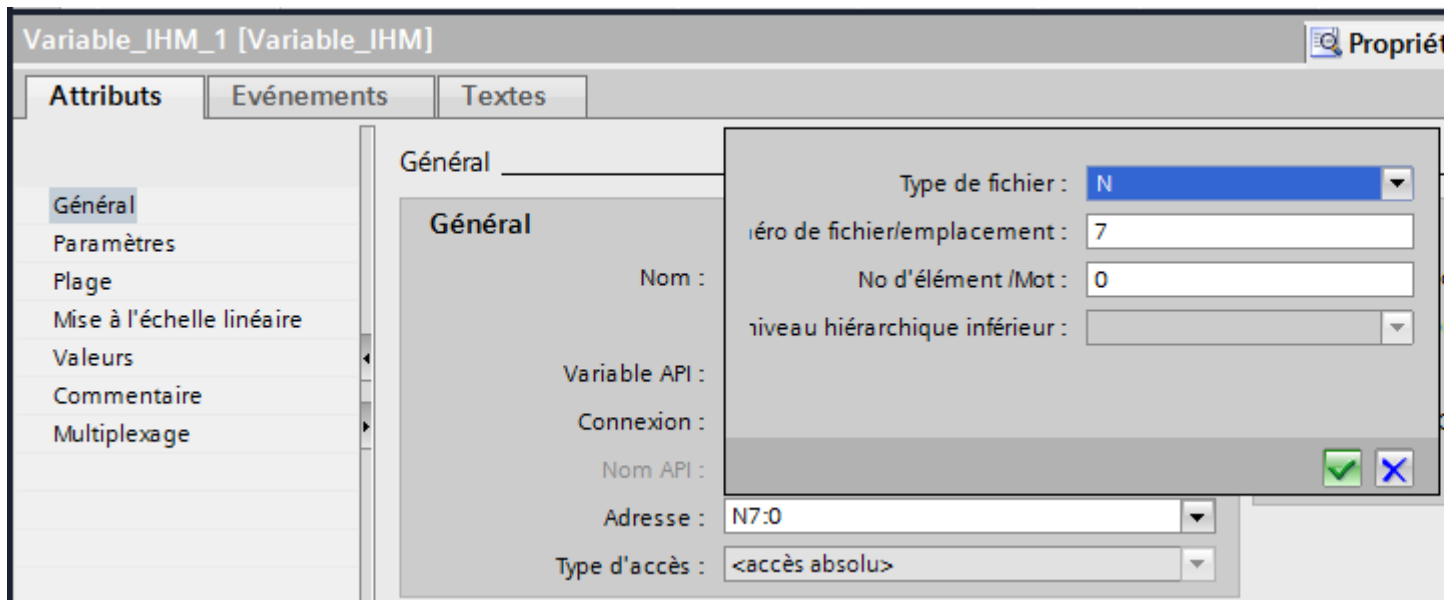 Variable_IHM_1 [Variable_IHM]
Propriét
Attributs
Evénements
Textes
Général
Paramètres
Plage
Mise à l'échelle linéaire
Valeurs
Commentaire
Multiplexage
Général
Général
Nom :
Variable API :
Connexion :
Nom API :
Adresse : N7:0
Type d'accès : <accès absolu>
Type de fichier : N
éro de fichier/emplacement : 7
No d'élément /Mot : 0
niveau hiérarchique inférieur :